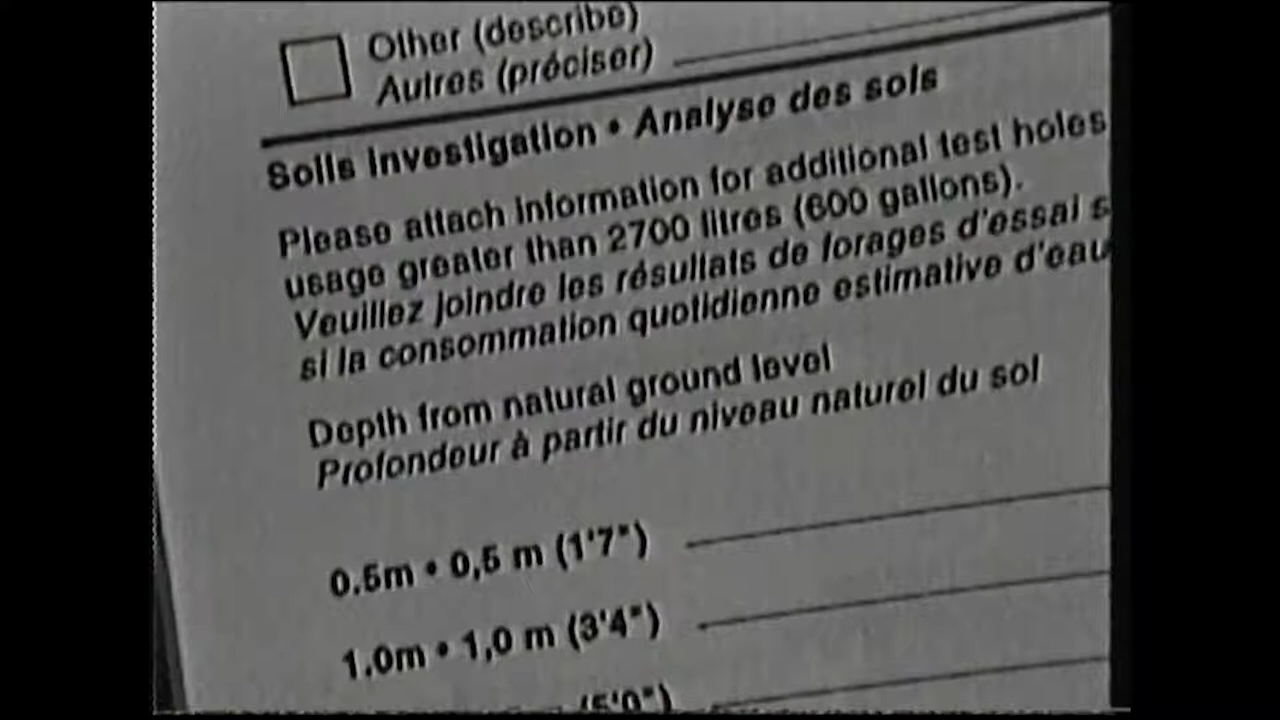 Other (describe)
Autres (préciser)
Soils investigation • Analyse des sols
Please attach information for additional test holes
usage greater than 2700 litres (600 gallons).
Veuillez joindre les résultats de forages d'essai s
si la consommation quotidienne estimative d'eau
Depth from natural ground level
Profondeur à partir du niveau naturel du sol
0.5m • 0,5 m (1'7")
1.0m • 1,0 m (3'4")
(5'0")